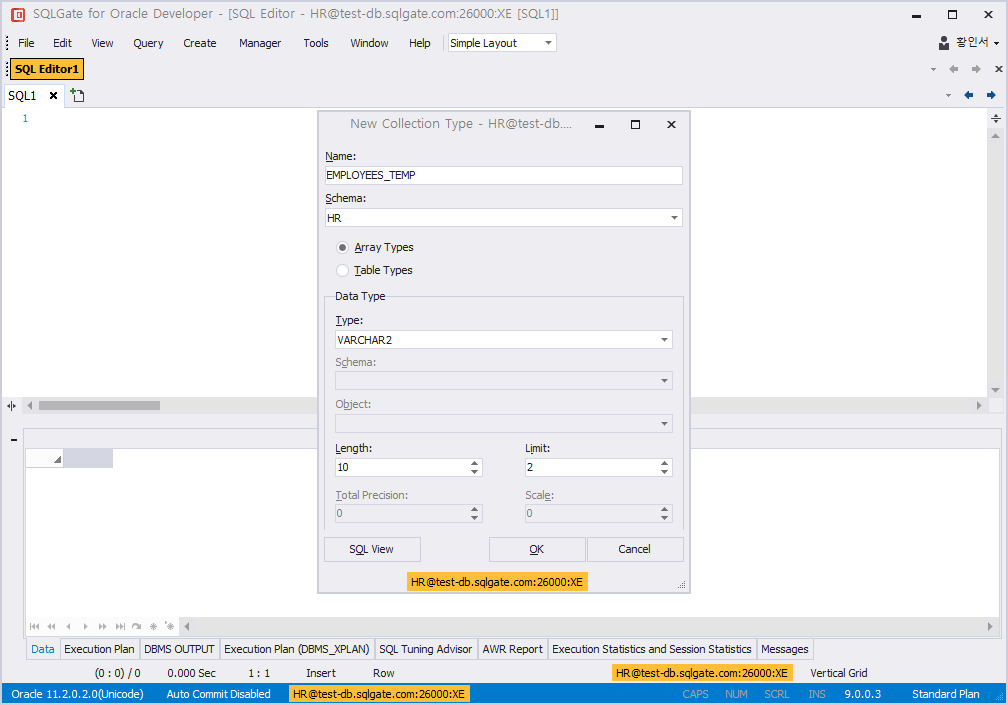 SQLGate for Oracle Developer - [SQL Editor - HR@test-db.sqlgate.com:26000:XE [SQL1]]
File Edit View Query Create Manager Tools Window Help Simple Layout 황인서
SQL Editor1
SQL1
1
New Collection Type - HR@test-db....
Name:
EMPLOYEES_TEMP
Schema:
HR
Array Types
Table Types
Data Type
Type:
VARCHAR2
Schema:
Object:
Length: Limit:
10 2
Total Precision: Scale:
0 0
SQL View OK Cancel
HR@test-db.sqlgate.com:26000:XE
Data Execution Plan DBMS OUTPUT Execution Plan (DBMS_XPLAN) SQL Tuning Advisor AWR Report Execution Statistics and Session Statistics Messages
(0 : 0) / 0 0.000 Sec 1 : 1 Insert Row HR@test-db.sqlgate.com:26000:XE Vertical Grid
Oracle 11.2.0.2.0(Unicode) Auto Commit Disabled HR@test-db.sqlgate.com:26000:XE CAPS NUM SCRL INS 9.0.0.3 Standard Plan